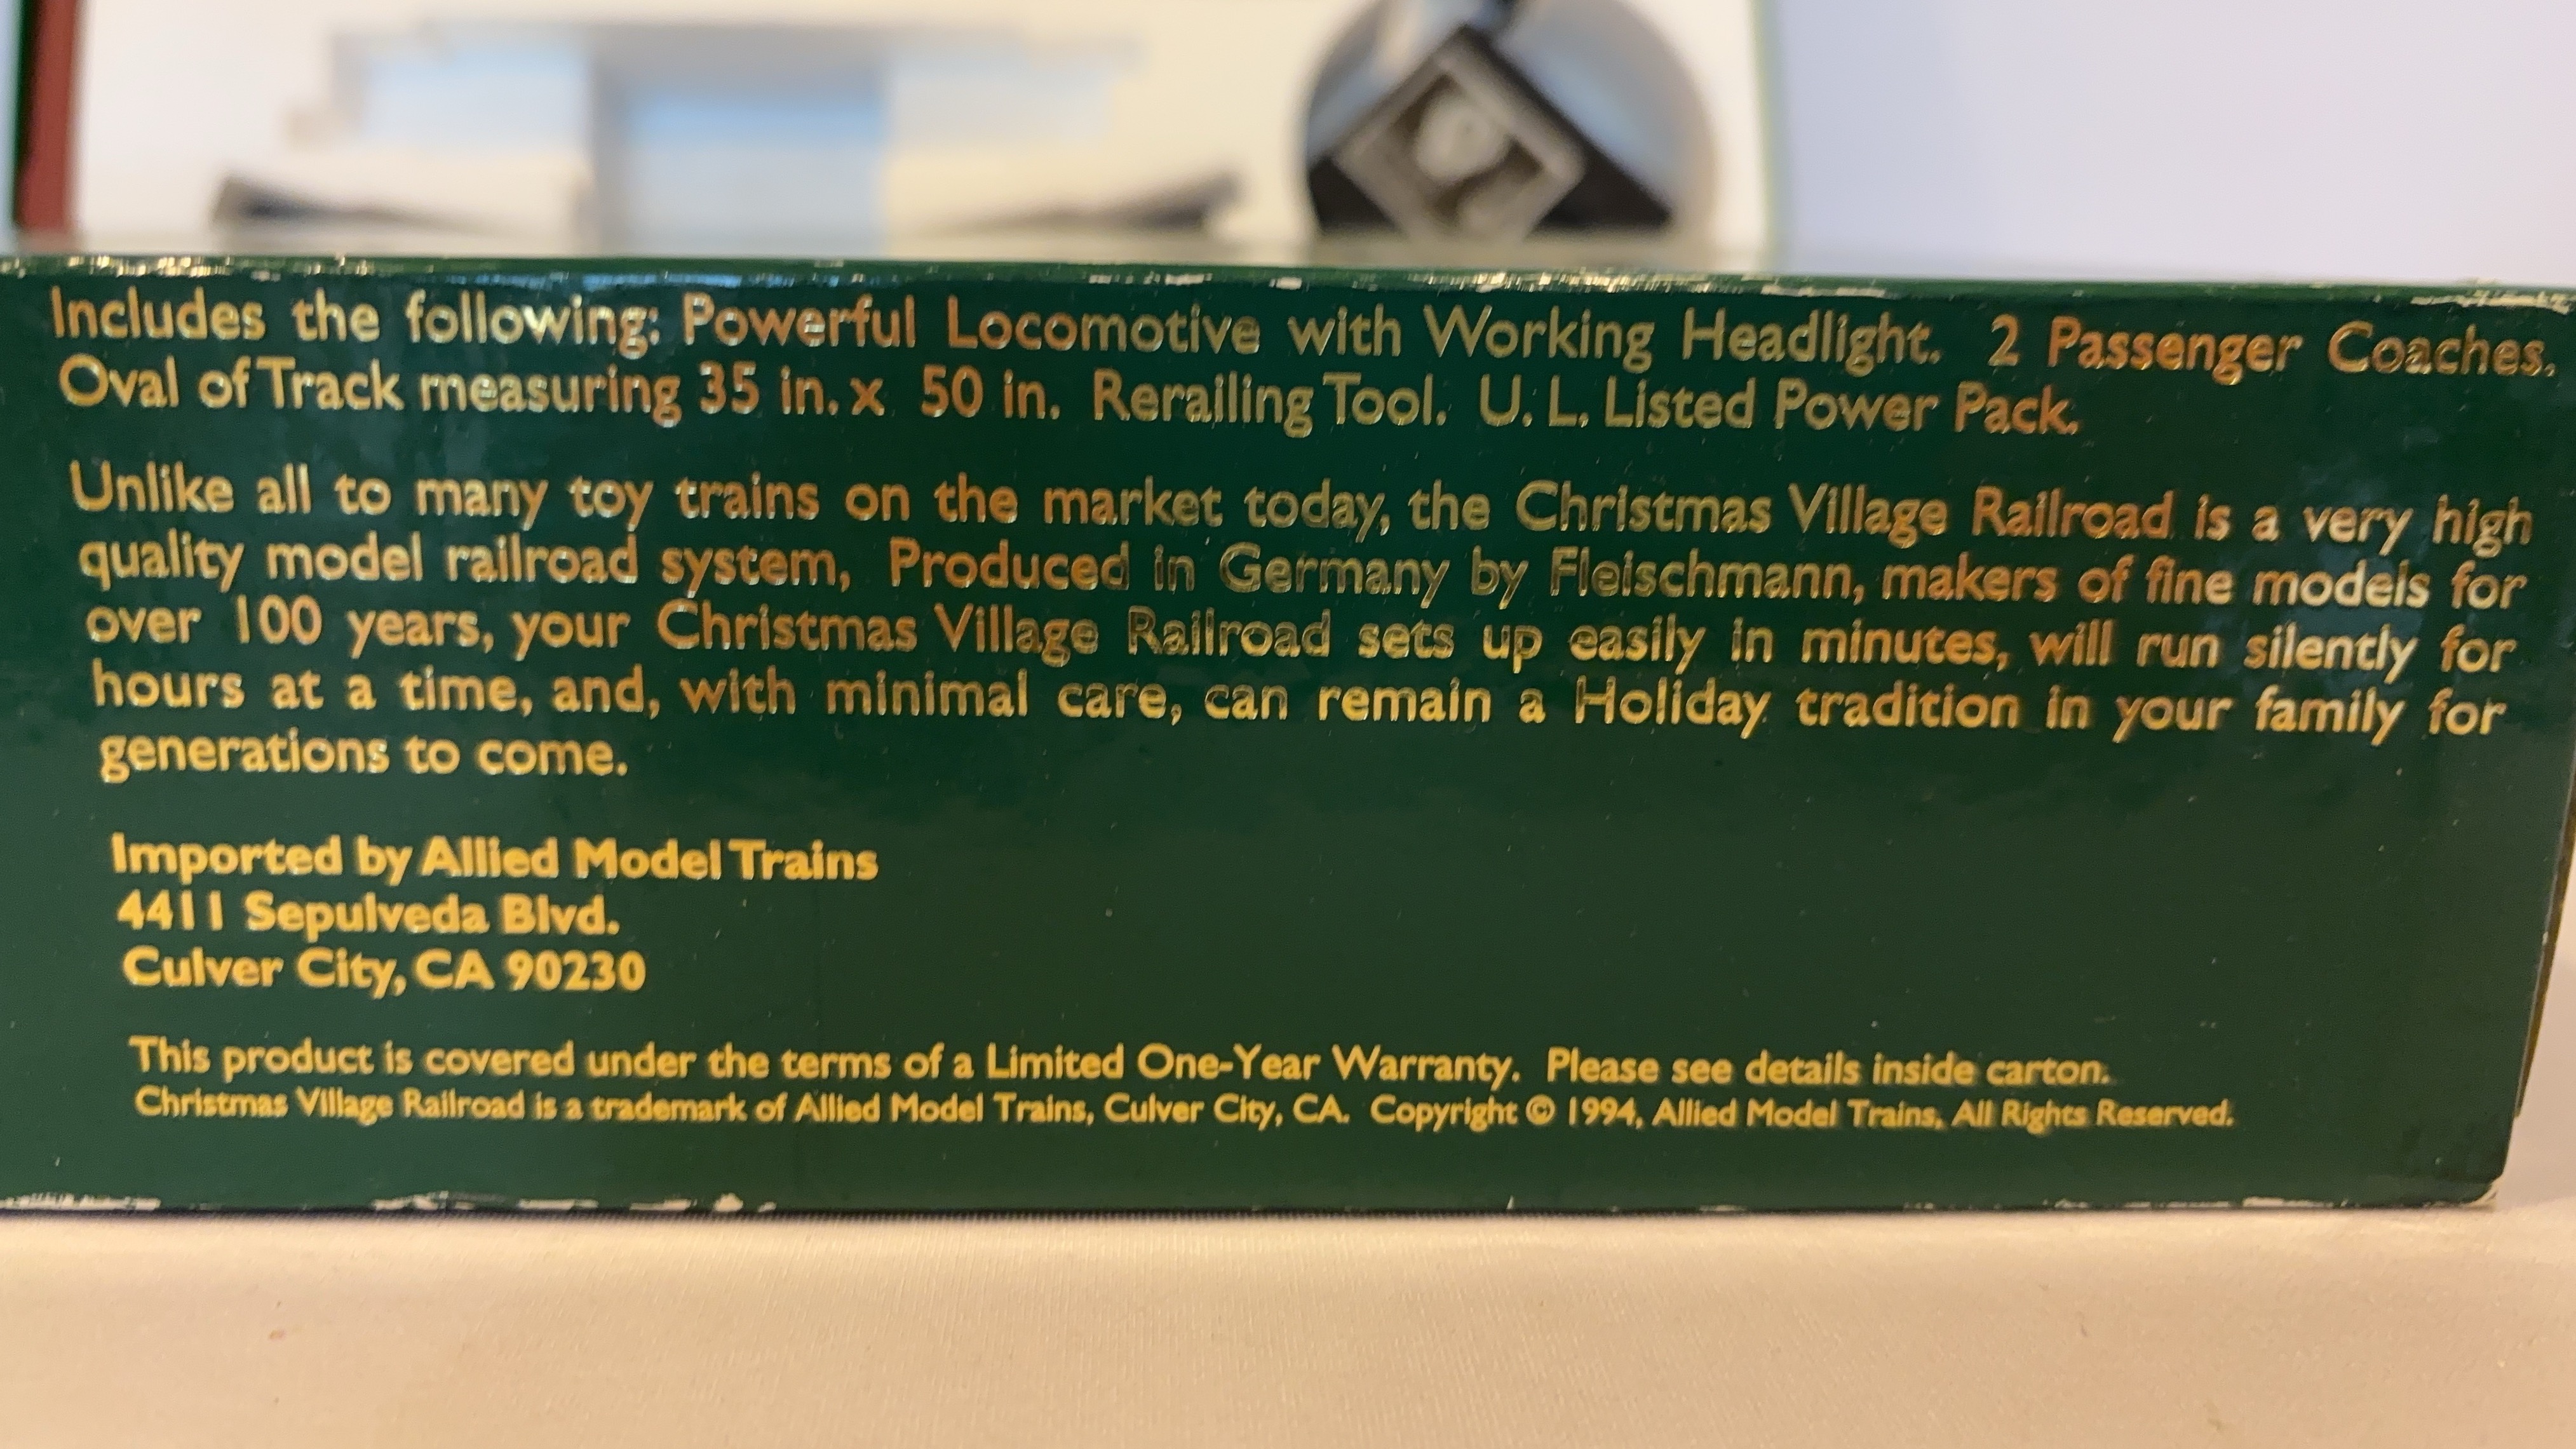 Includes the following: Powerful Locomotive with Working Headlight. 2 Passenger Coaches.
Oval of Track measuring 35 in. x 50 in. Rerailing Tool. U. L. Listed Power Pack.
Unlike all to many toy trains on the market today, the Christmas Village Railroad is a very high
quality model railroad system, Produced in Germany by Fleischmann, makers of fine models for
over 100 years, your Christmas Village Railroad sets up easily in minutes, will run silently for
hours at a time, and, with minimal care, can remain a Holiday tradition in your family for
generations to come.
Imported by Allied Model Trains
4411 Sepulveda Blvd.
Culver City, CA 90230
This product is covered under the terms of a Limited One-Year Warranty. Please see details inside carton.
Christmas Village Railroad is a trademark of Allied Model Trains, Culver City, CA. Copyright © 1994, Allied Model Trains, All Rights Reserved.